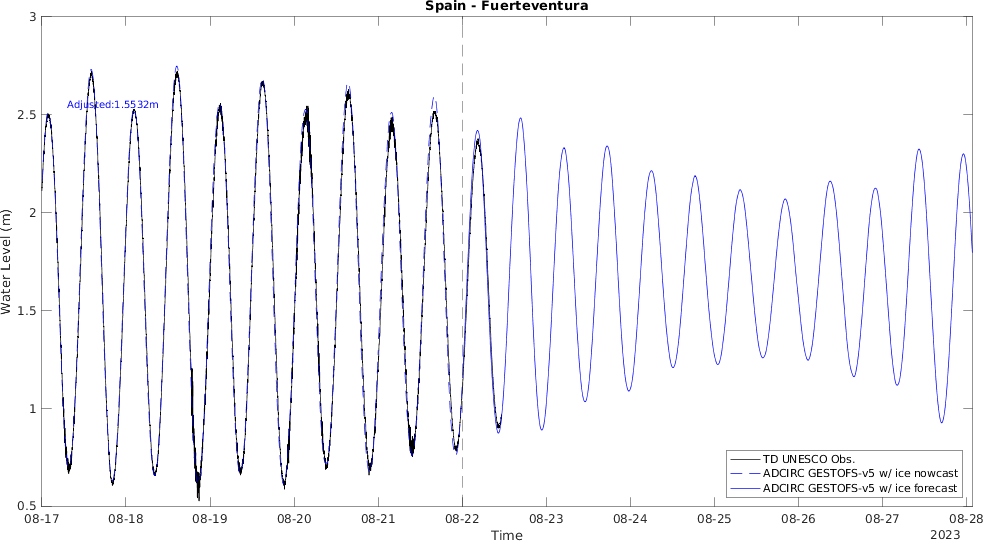 Spain - Fuerteventura
3
2.5
2
1.5
1
0.5
Water Level (m)
Adjusted:1.5532m
TD UNESCO Obs.
ADCIRC GESTOFS-v5 w/ ice nowcast
ADCIRC GESTOFS-v5 w/ ice forecast
08-17 08-18 08-19 08-20 08-21 08-22 08-23 08-24 08-25 08-26 08-27 08-28
Time
2023